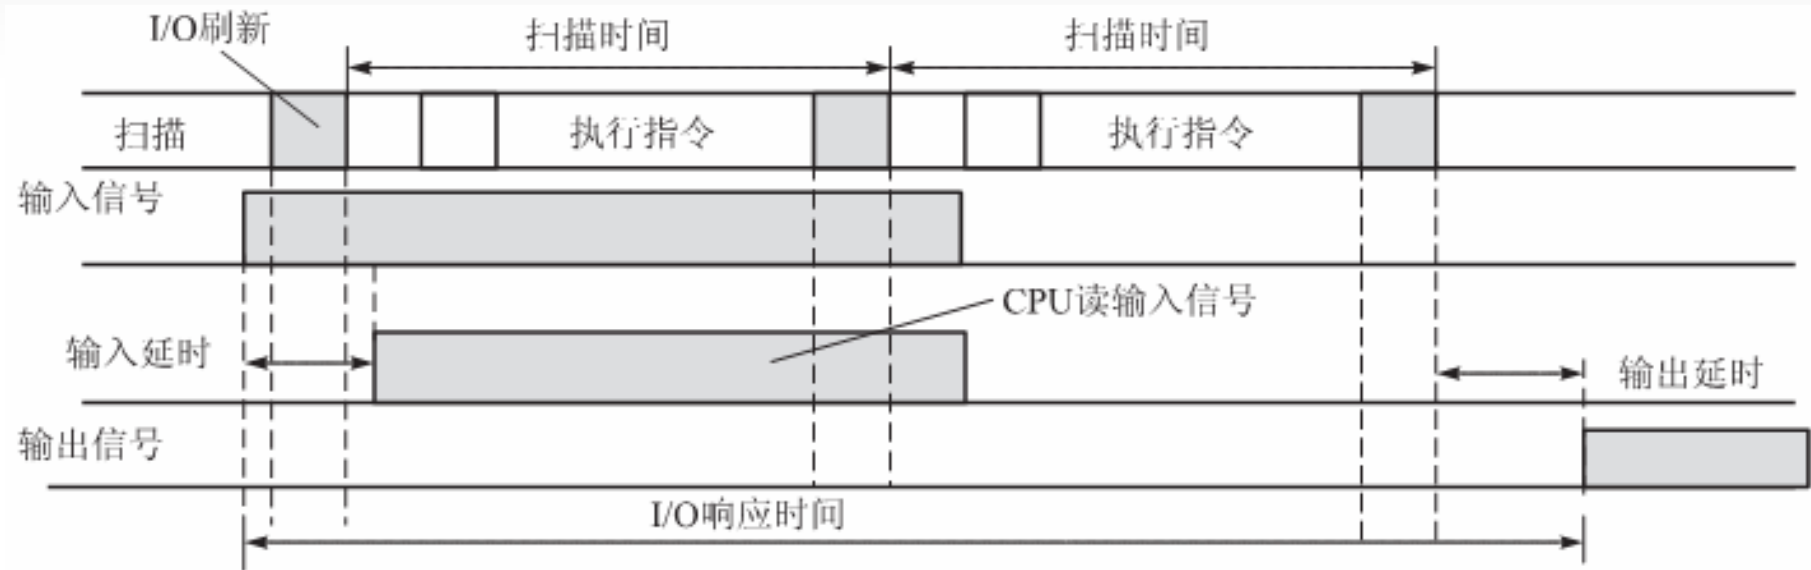 I/O刷新
扫描时间
扫描时间
扫描
执行指令
执行指令
输入信号
CPU读输入信号
输入延时
输出延时
输出信号
I/O响应时间